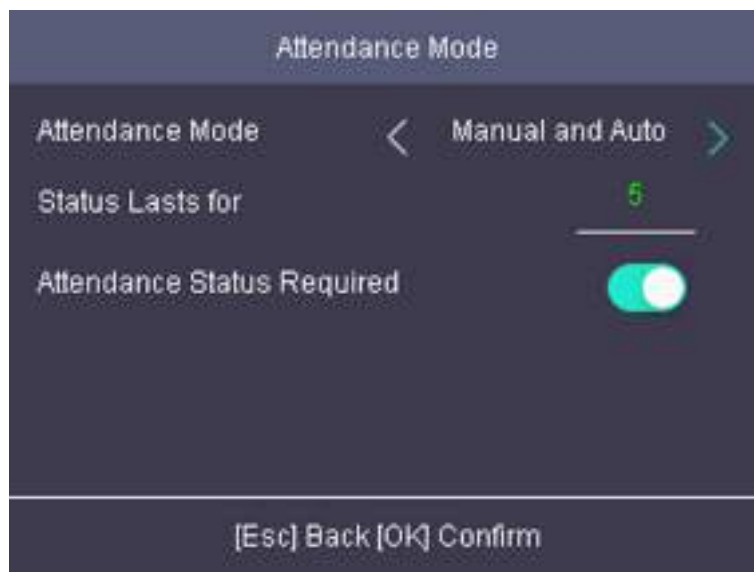 Attendance Mode
Attendance Mode < Manual and Auto >
Status Lasts for 5
Attendance Status Required
[Esc] Back [OK] Confirm